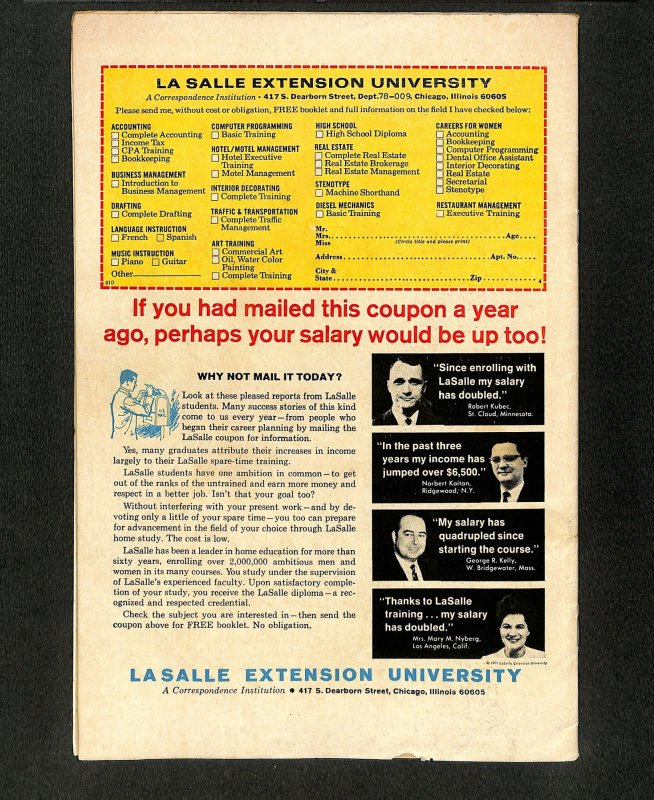 LA SALLE EXTENSION UNIVERSITY
A Correspondence Institution • 417 S. Dearborn Street, Dept. 78-009, Chicago, Illinois 60605
Please send me, without cost or obligation, FREE booklet and full information on the field I have checked below:
ACCOUNTING
Complete Accounting
Income Tax
CPA Training
Bookkeeping
BUSINESS MANAGEMENT
Introduction to
Business Management
DRAFTING
Complete Drafting
LANGUAGE INSTRUCTION
French Spanish
MUSIC INSTRUCTION
Piano Guitar
Other
010
COMPUTER PROGRAMMING
Basic Training
HOTEL/MOTEL MANAGEMENT
Hotel Executive
Training
Motel Management
INTERIOR DECORATING
Complete Training
TRAFFIC & TRANSPORTATION
Complete Traffic
Management
ART TRAINING
Commercial Art
Oil, Water Color
Painting
Complete Training
HIGH SCHOOL
High School Diploma
REAL ESTATE
Complete Real Estate
Real Estate Brokerage
Real Estate Management
STENOTYPE
Machine Shorthand
DIESEL MECHANICS
Basic Training
CAREERS FOR WOMEN
Accounting
Bookkeeping
Computer Programming
Dental Office Assistant
Interior Decorating
Real Estate
Secretarial
Stenotype
RESTAURANT MANAGEMENT
Executive Training
Mr.
Mrs. Age
Miss (Circle title and please print)
Address Apt. No.
City &
State Zip
4
If you had mailed this coupon a year
ago, perhaps your salary would be up too!
WHY NOT MAIL IT TODAY?
U.S.
MAIL
Look at these pleased reports from LaSalle
students. Many success stories of this kind
come to us every year—from people who
began their career planning by mailing the
LaSalle coupon for information.
Yes, many graduates attribute their increases in income
largely to their LaSalle spare-time training.
LaSalle students have one ambition in common—to get
out of the ranks of the untrained and earn more money and
respect in a better job. Isn't that your goal too?
Without interfering with your present work—and by de-
voting only a little of your spare time—you too can prepare
for advancement in the field of your choice through LaSalle
home study. The cost is low.
LaSalle has been a leader in home education for more than
sixty years, enrolling over 2,000,000 ambitious men and
women in its many courses. You study under the supervision
of LaSalle's experienced faculty. Upon satisfactory comple-
tion of your study, you receive the LaSalle diploma—a rec-
ognized and respected credential.
Check the subject you are interested in—then send the
coupon above for FREE booklet. No obligation.
"Since enrolling with
LaSalle my salary
has doubled."
Robert Kubec,
St. Cloud, Minnesota.
"In the past three
years my income has
jumped over $6,500."
Norbert Kaitan,
Ridgewood, N.Y.
"My salary has
quadrupled since
starting the course."
George R. Kelly,
W. Bridgewater, Mass.
"Thanks to LaSalle
training . . . my salary
has doubled."
Mrs. Mary M. Nyberg,
Los Angeles, Calif.
© 1971 LaSalle Extension University
LASALLE EXTENSION UNIVERSITY
A Correspondence Institution • 417 S. Dearborn Street, Chicago, Illinois 60605